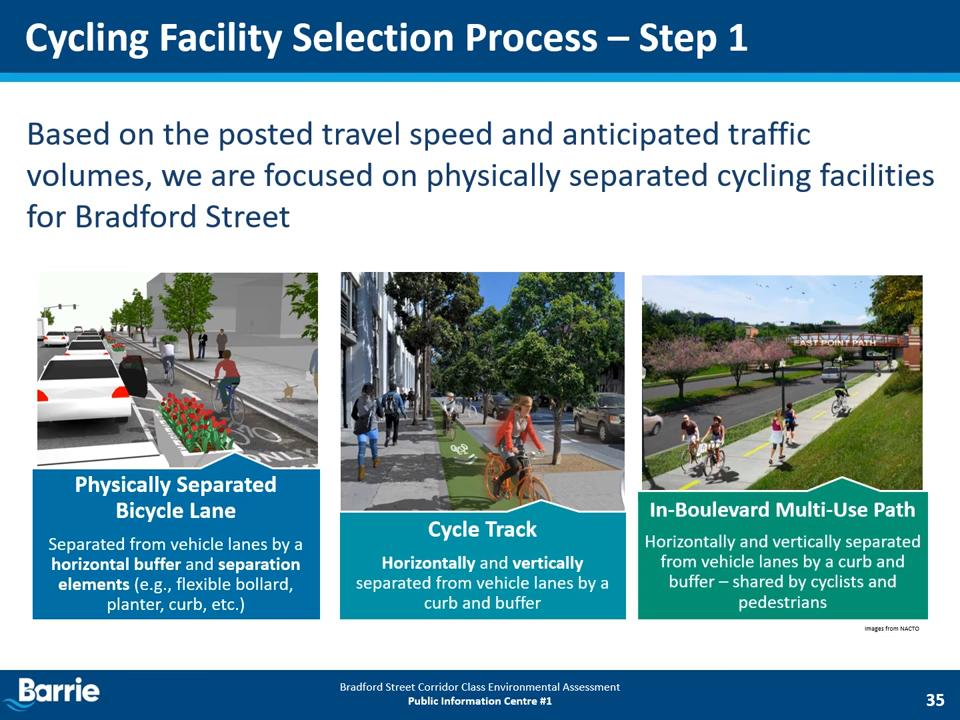 Cycling Facility Selection Process – Step 1
Based on the posted travel speed and anticipated traffic
volumes, we are focused on physically separated cycling facilities
for Bradford Street
EAST POINT PATH
ONLY
Physically Separated
Bicycle Lane
Separated from vehicle lanes by a
horizontal buffer and separation
elements (e.g., flexible bollard,
planter, curb, etc.)
Cycle Track
Horizontally and vertically
separated from vehicle lanes by a
curb and buffer
In-Boulevard Multi-Use Path
Horizontally and vertically separated
from vehicle lanes by a curb and
buffer – shared by cyclists and
pedestrians
Images from NACTO
Barrie
Bradford Street Corridor Class Environmental Assessment
Public Information Centre #1
35